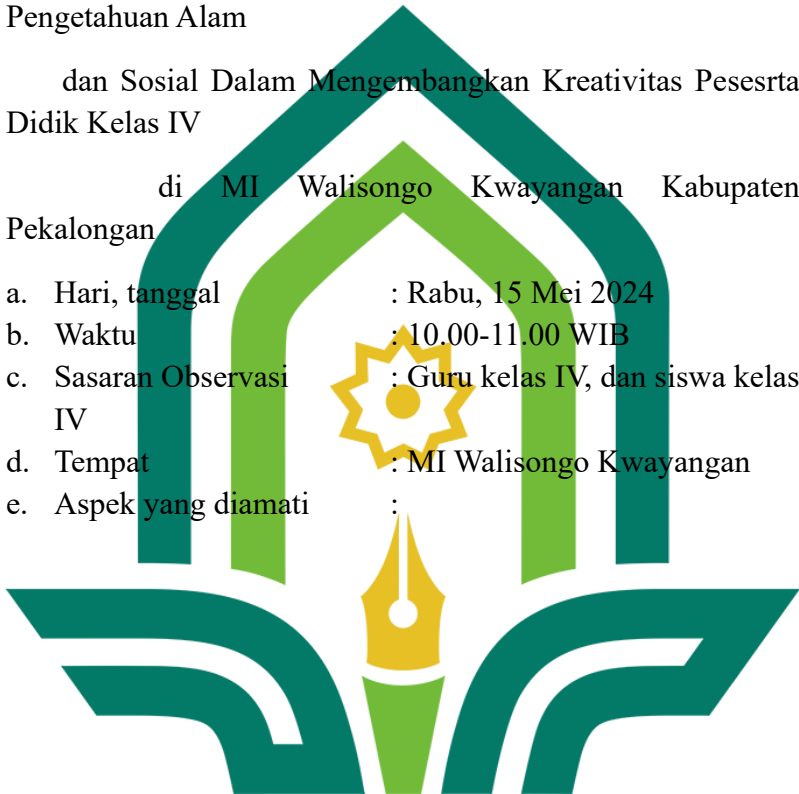 Pengetahuan Alam
dan Sosial Dalam Mengembangkan Kreativitas Pesesrta
Didik Kelas IV
di MI Walisongo Kwayangan Kabupaten
Pekalongan
a. Hari, tanggal : Rabu, 15 Mei 2024
b. Waktu : 10.00-11.00 WIB
c. Sasaran Observasi : Guru kelas IV, dan siswa kelas
IV
d. Tempat : MI Walisongo Kwayangan
e. Aspek yang diamati :